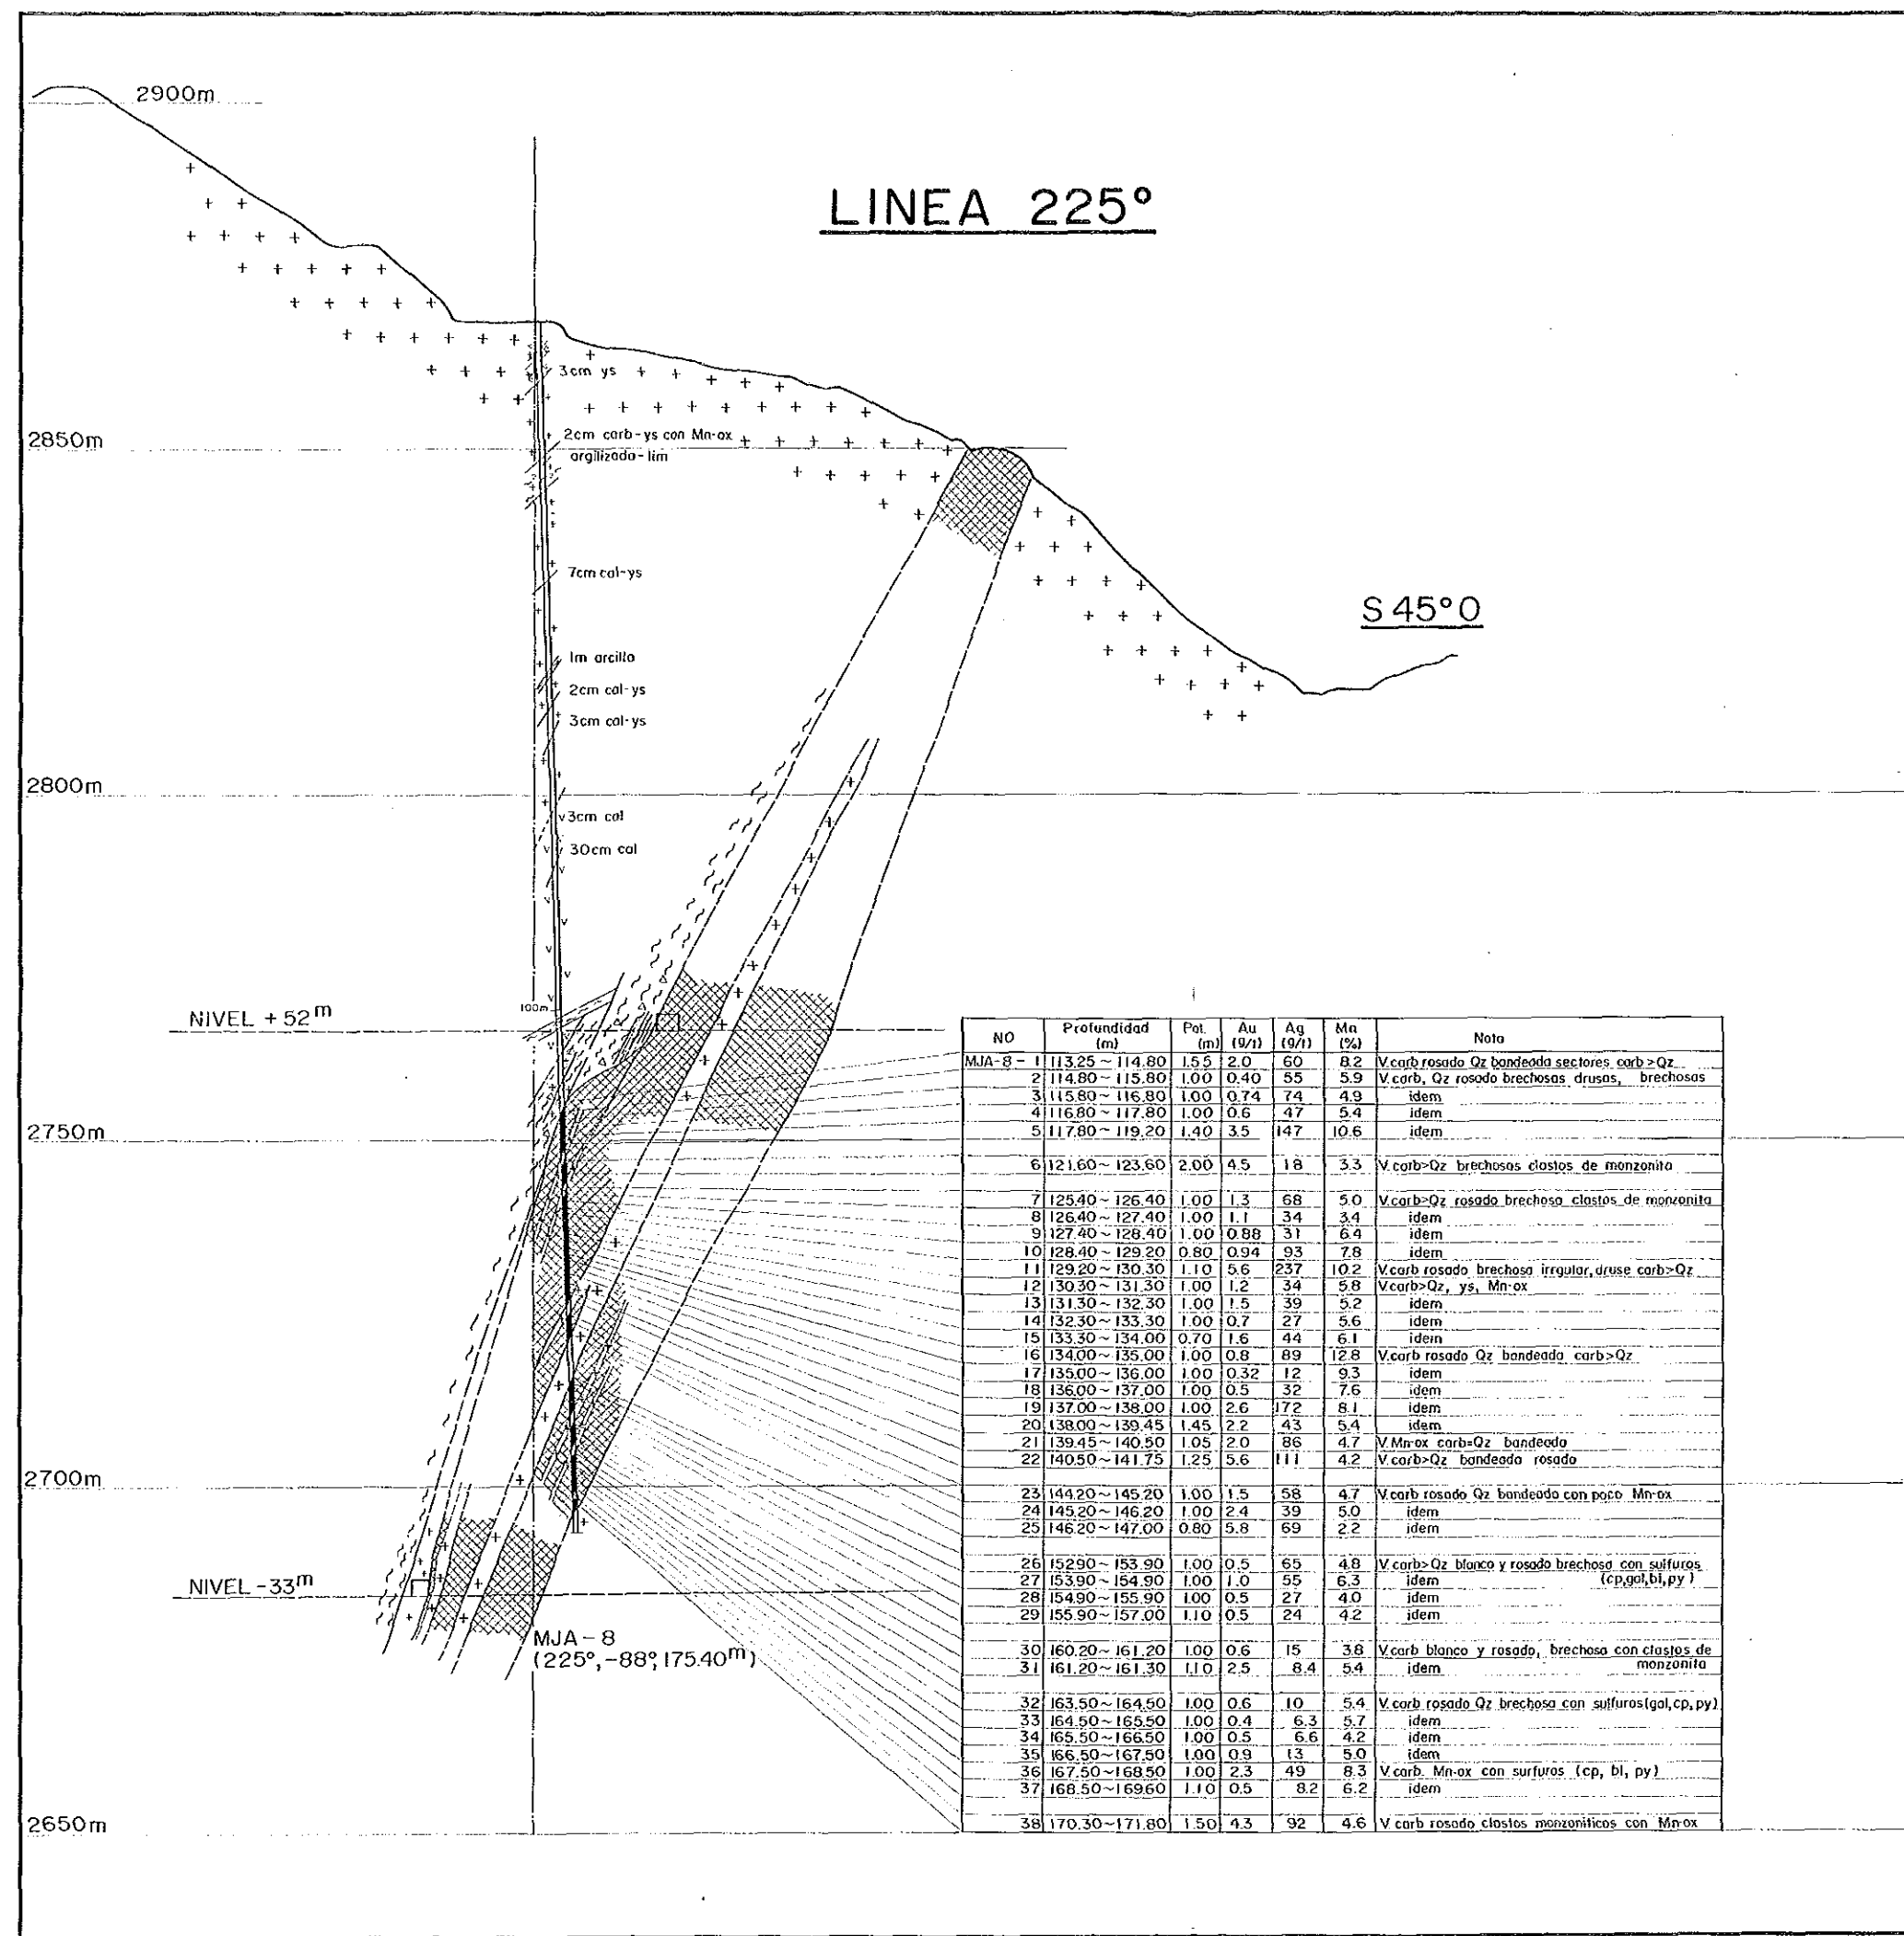 2900m
LINEA 225°
3cm ys
2850m
2cm carb-ys con Mn-ox
argilizada-lim
7cm cal-ys
S 45° O
1m arcilla
2cm cal-ys
3cm cal-ys
2800m
3cm cal
30cm cal
100m
NIVEL + 52m
2750m
2700m
NIVEL -33m
MJA-8
(225°, -88°, 175.40m)
2650m
NO Profundidad (m) Pot. (m) Au (g/t) Ag (g/t) Mn (%) Nota
MJA-8-1 113.25~114.80 1.55 2.0 60 8.2 V.carb rosado Qz bandeada sectores carb>Qz
2 114.80~115.80 1.00 0.40 55 5.9 V.carb, Qz rosado brechosas drusas, brechosas
3 115.80~116.80 1.00 0.74 74 4.9 idem
4 116.80~117.80 1.00 0.6 47 5.4 idem
5 117.80~119.20 1.40 3.5 147 10.6 idem
6 121.60~123.60 2.00 4.5 18 3.3 V.carb>Qz brechosas clastos de monzonita
7 125.40~126.40 1.00 1.3 68 5.0 V.carb>Qz rosado brechosa clastos de monzonita
8 126.40~127.40 1.00 1.1 34 3.4 idem
9 127.40~128.40 1.00 0.88 31 6.4 idem
10 128.40~129.20 0.80 0.94 93 7.8 idem
11 129.20~130.30 1.10 5.6 237 10.2 V.carb rosado brechosa irrgular, druse carb>Qz
12 130.30~131.30 1.00 1.2 34 5.8 V.carb>Qz, ys, Mn-ox
13 131.30~132.30 1.00 1.5 39 5.2 idem
14 132.30~133.30 1.00 0.7 27 5.6 idem
15 133.30~134.00 0.70 1.6 44 6.1 idem
16 134.00~135.00 1.00 0.8 89 12.8 V.carb rosado Qz bandeada carb>Qz
17 135.00~136.00 1.00 0.32 12 9.3 idem
18 136.00~137.00 1.00 0.5 32 7.6 idem
19 137.00~138.00 1.00 2.6 172 8.1 idem
20 138.00~139.45 1.45 2.2 43 5.4 idem
21 139.45~140.50 1.05 2.0 86 4.7 V.Mn-ox carb=Qz bandeada
22 140.50~141.75 1.25 5.6 111 4.2 V.carb>Qz bandeada rosado
23 144.20~145.20 1.00 1.5 58 4.7 V.carb rosado Qz bandeado con poco Mn-ox
24 145.20~146.20 1.00 2.4 39 5.0 idem
25 146.20~147.00 0.80 5.8 69 2.2 idem
26 152.90~153.90 1.00 0.5 65 4.8 V.carb>Qz blanco y rosado brechosa con sulfuros
27 153.90~154.90 1.00 1.0 55 6.3 idem (cp,gal,bl,py)
28 154.90~155.90 1.00 0.5 27 4.0 idem
29 155.90~157.00 1.10 0.5 24 4.2 idem
30 160.20~161.20 1.00 0.6 15 3.8 V.carb blanco y rosado, brechosa con clastos de
31 161.20~161.30 1.10 2.5 8.4 5.4 idem monzonita
32 163.50~164.50 1.00 0.6 10 5.4 V.carb rosado Qz brechosa con sulfuros(gal,cp,py)
33 164.50~165.50 1.00 0.4 6.3 5.7 idem
34 165.50~166.50 1.00 0.5 6.6 4.2 idem
35 166.50~167.50 1.00 0.9 13 5.0 idem
36 167.50~168.50 1.00 2.3 49 8.3 V.carb. Mn-ox con surfuros (cp, bl, py)
37 168.50~169.60 1.10 0.5 8.2 6.2 idem
38 170.30~171.80 1.50 4.3 92 4.6 V carb rosado clastos monzoniticos con Mn-ox